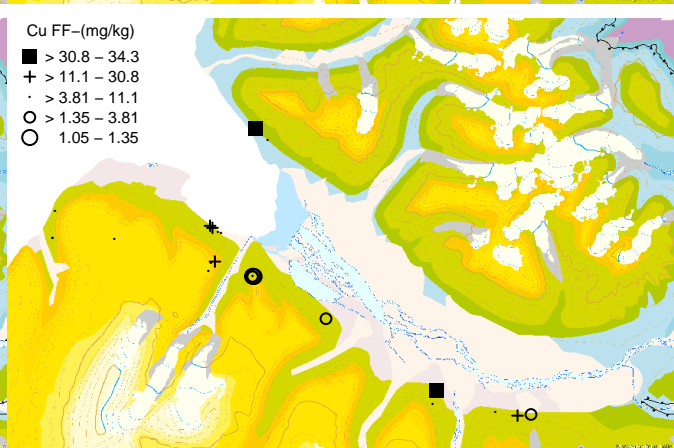 Cu FF−(mg/kg)
> 30.8 − 34.3
> 11.1 − 30.8
> 3.81 − 11.1
> 1.35 − 3.81
1.05 − 1.35